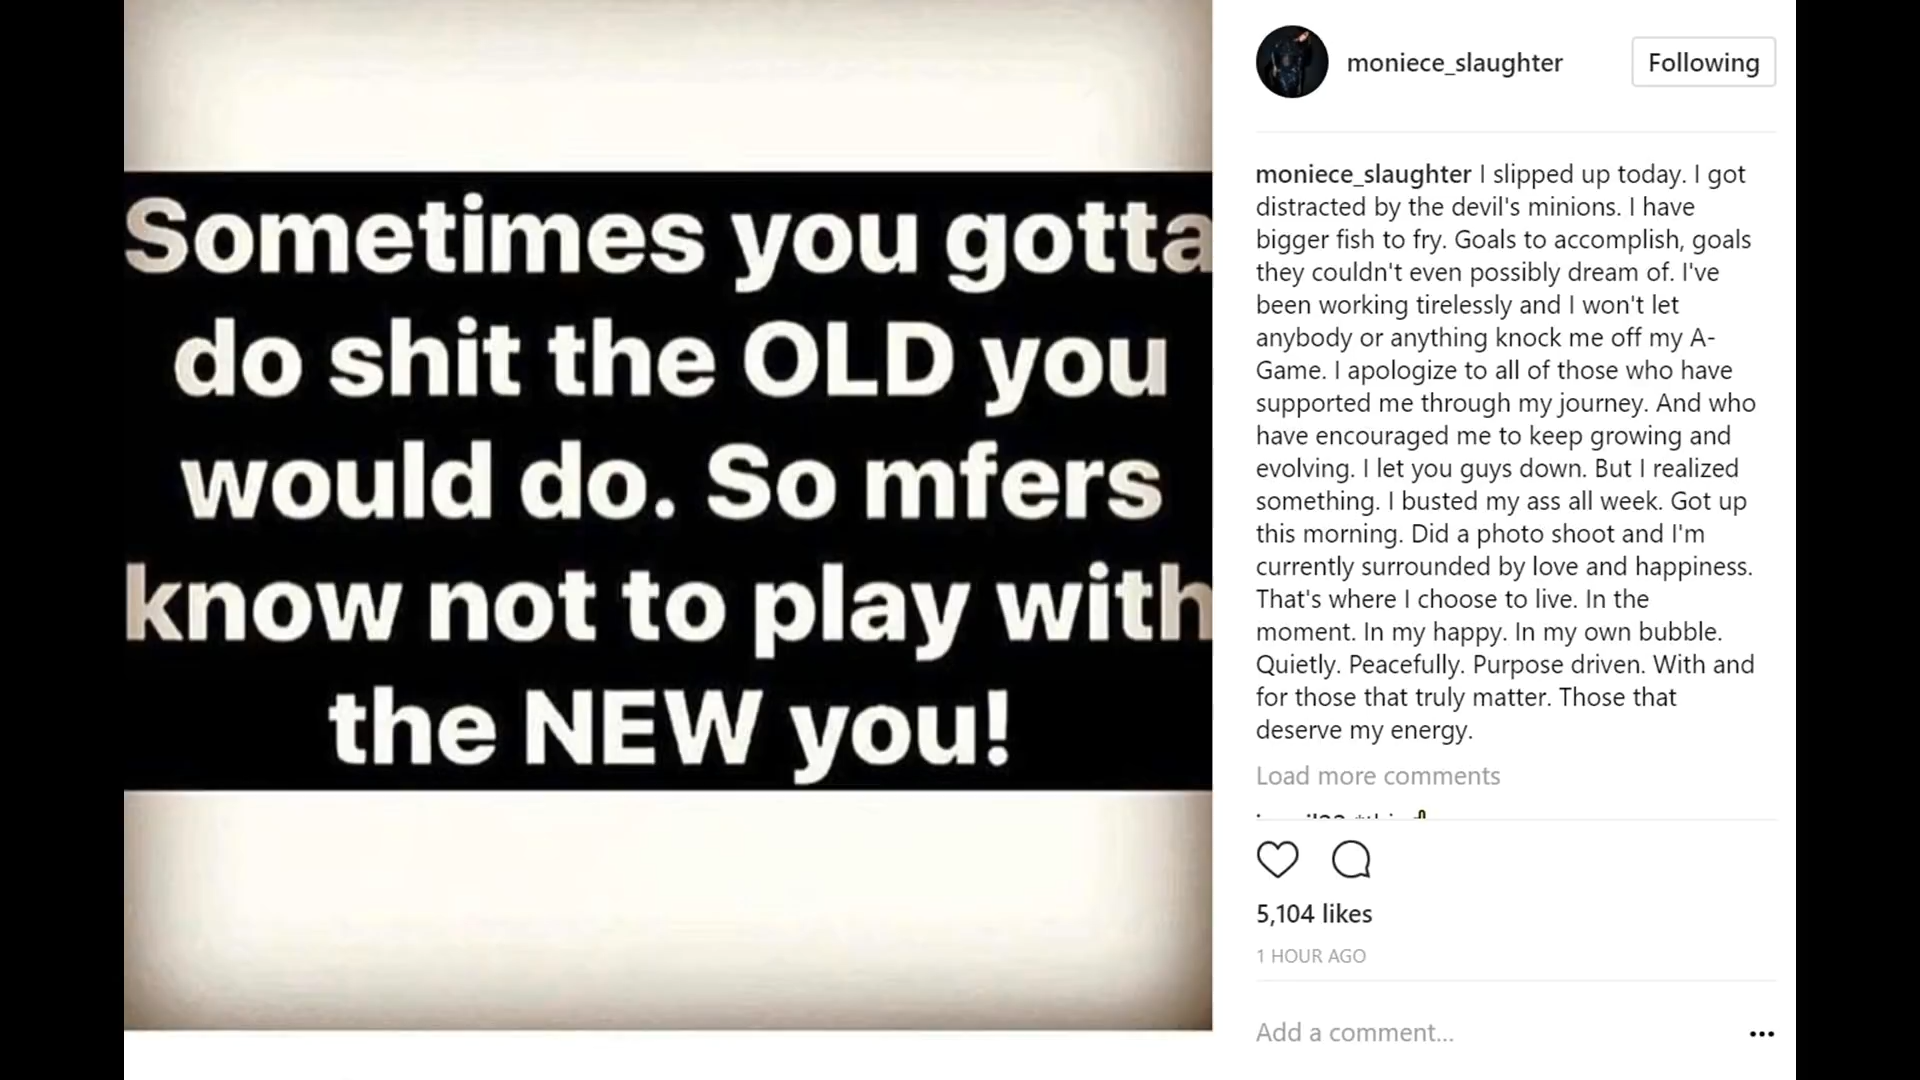 Sometimes you gotta
do shit the OLD you
would do. So mfers
know not to play with
the NEW you!
moniece_slaughter
Following
moniece_slaughter I slipped up today. I got
distracted by the devil's minions. I have
bigger fish to fry. Goals to accomplish, goals
they couldn't even possibly dream of. I've
been working tirelessly and I won't let
anybody or anything knock me off my A-
Game. I apologize to all of those who have
supported me through my journey. And who
have encouraged me to keep growing and
evolving. I let you guys down. But I realized
something. I busted my ass all week. Got up
this morning. Did a photo shoot and I'm
currently surrounded by love and happiness.
That's where I choose to live. In the
moment. In my happy. In my own bubble.
Quietly. Peacefully. Purpose driven. With and
for those that truly matter. Those that
deserve my energy.
Load more comments
5,104 likes
1 HOUR AGO
Add a comment...